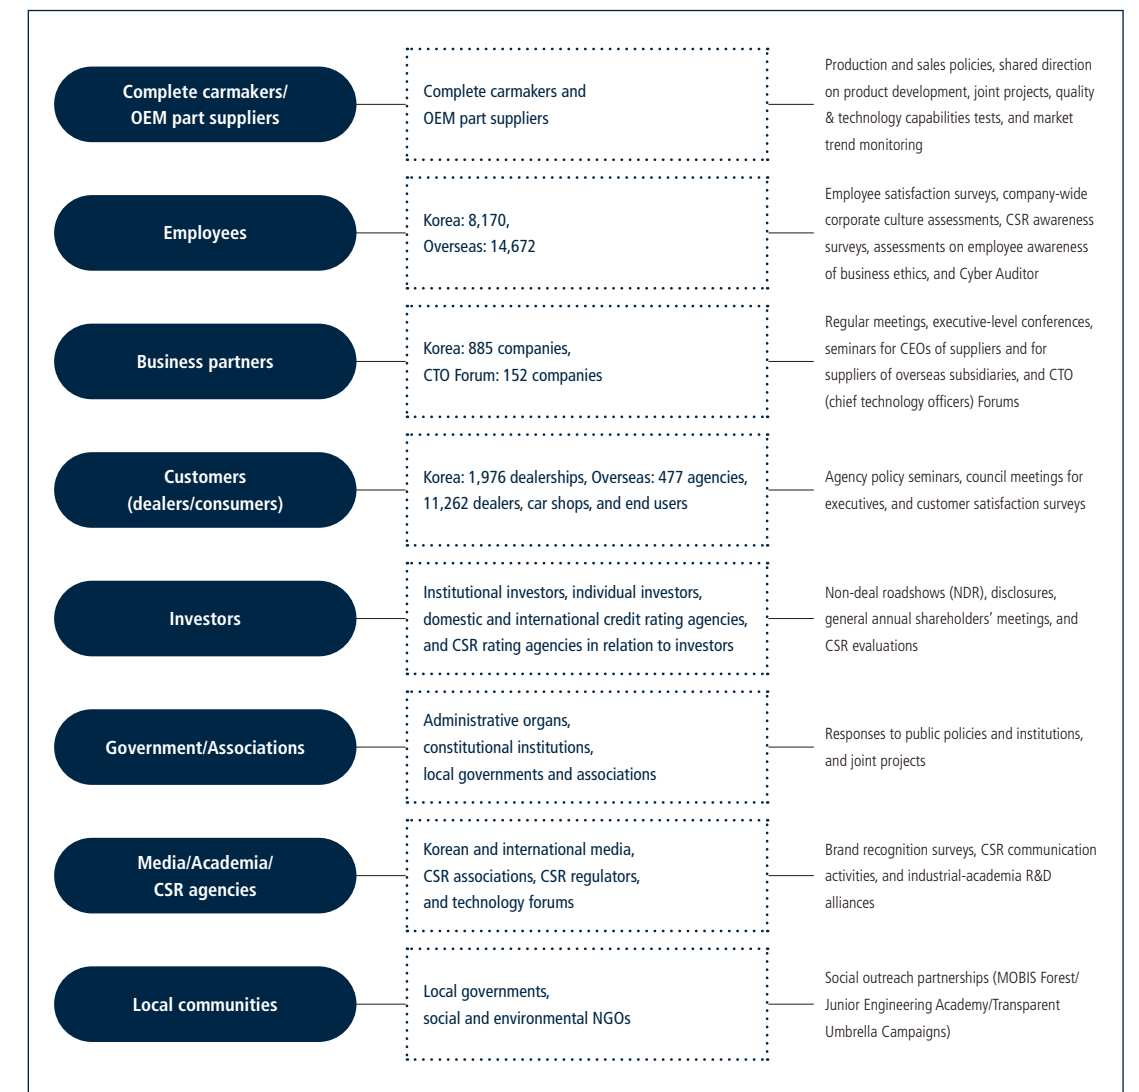 Complete carmakers/
OEM part suppliers
Complete carmakers and
OEM part suppliers
Production and sales policies, shared direction
on product development, joint projects, quality
& technology capabilities tests, and market
trend monitoring
Employees
Korea: 8,170,
Overseas: 14,672
Employee satisfaction surveys, company-wide
corporate culture assessments, CSR awareness
surveys, assessments on employee awareness
of business ethics, and Cyber Auditor
Business partners
Korea: 885 companies,
CTO Forum: 152 companies
Regular meetings, executive-level conferences,
seminars for CEOs of suppliers and for
suppliers of overseas subsidiaries, and CTO
(chief technology officers) Forums
Customers
(dealers/consumers)
Korea: 1,976 dealerships, Overseas: 477 agencies,
11,262 dealers, car shops, and end users
Agency policy seminars, council meetings for
executives, and customer satisfaction surveys
Investors
Institutional investors, individual investors,
domestic and international credit rating agencies,
and CSR rating agencies in relation to investors
Non-deal roadshows (NDR), disclosures,
general annual shareholders’ meetings, and
CSR evaluations
Government/Associations
Administrative organs,
constitutional institutions,
local governments and associations
Responses to public policies and institutions,
and joint projects
Media/Academia/
CSR agencies
Korean and international media,
CSR associations, CSR regulators,
and technology forums
Brand recognition surveys, CSR communication
activities, and industrial-academia R&D
alliances
Local communities
Local governments,
social and environmental NGOs
Social outreach partnerships (MOBIS Forest/
Junior Engineering Academy/Transparent
Umbrella Campaigns)